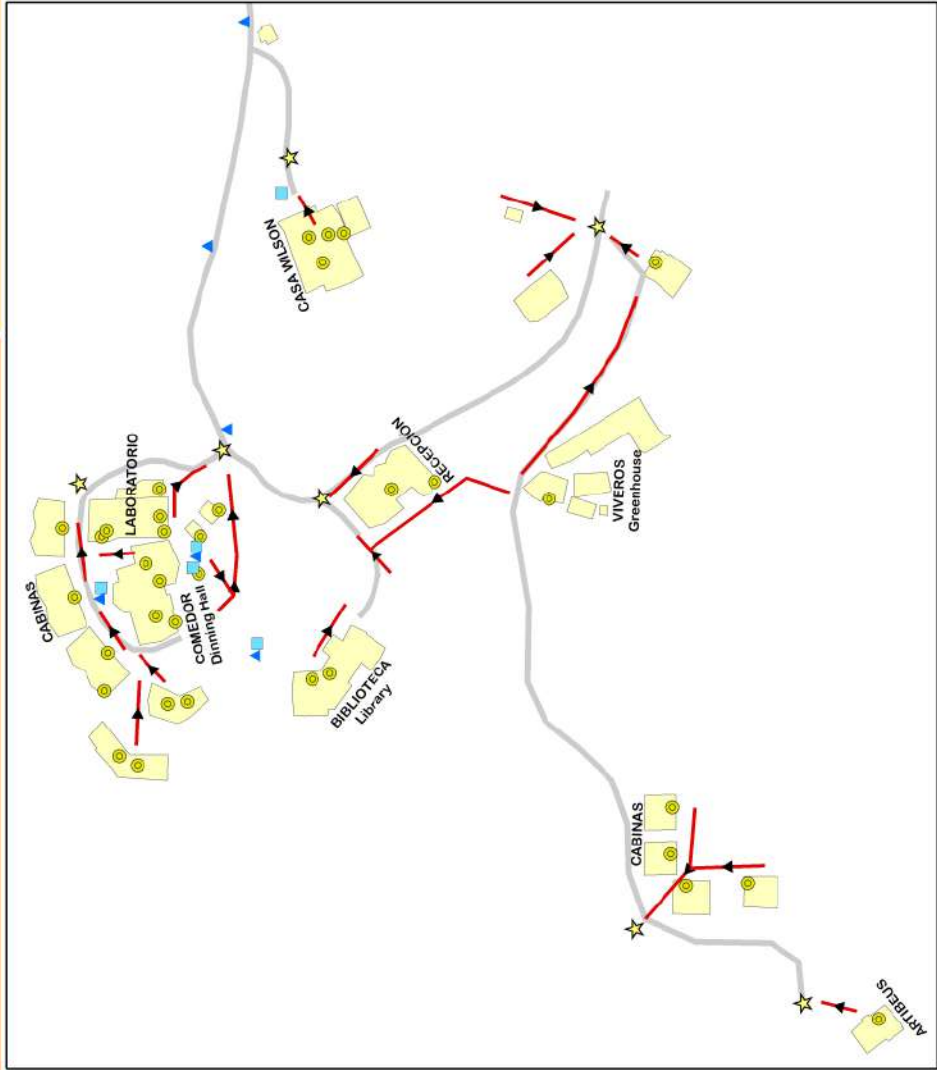 CASA WILSON
LABORATORIO
CABINAS
COMEDOR
Dinning Hall
RECEPCION
BIBLIOTECA
Library
VIVEROS
Greenhouse
CABINAS
ARTIBEUS